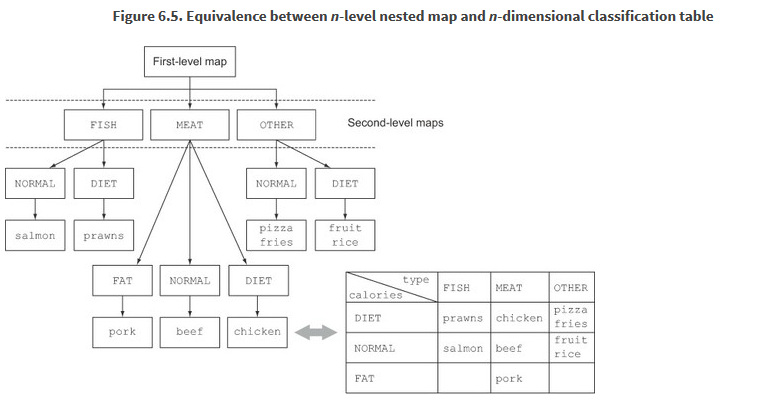 Figure 6.5. Equivalence between n-level nested map and n-dimensional classification table
First-level map
FISH
MEAT
OTHER
Second-level maps
NORMAL
DIET
NORMAL
DIET
salmon
prawns
pizza
fries
fruit
rice
FAT
NORMAL
DIET
pork
beef
chicken
type
calories
FISH
MEAT
OTHER
DIET
prawns
chicken
pizza
fries
NORMAL
salmon
beef
fruit
rice
FAT
pork